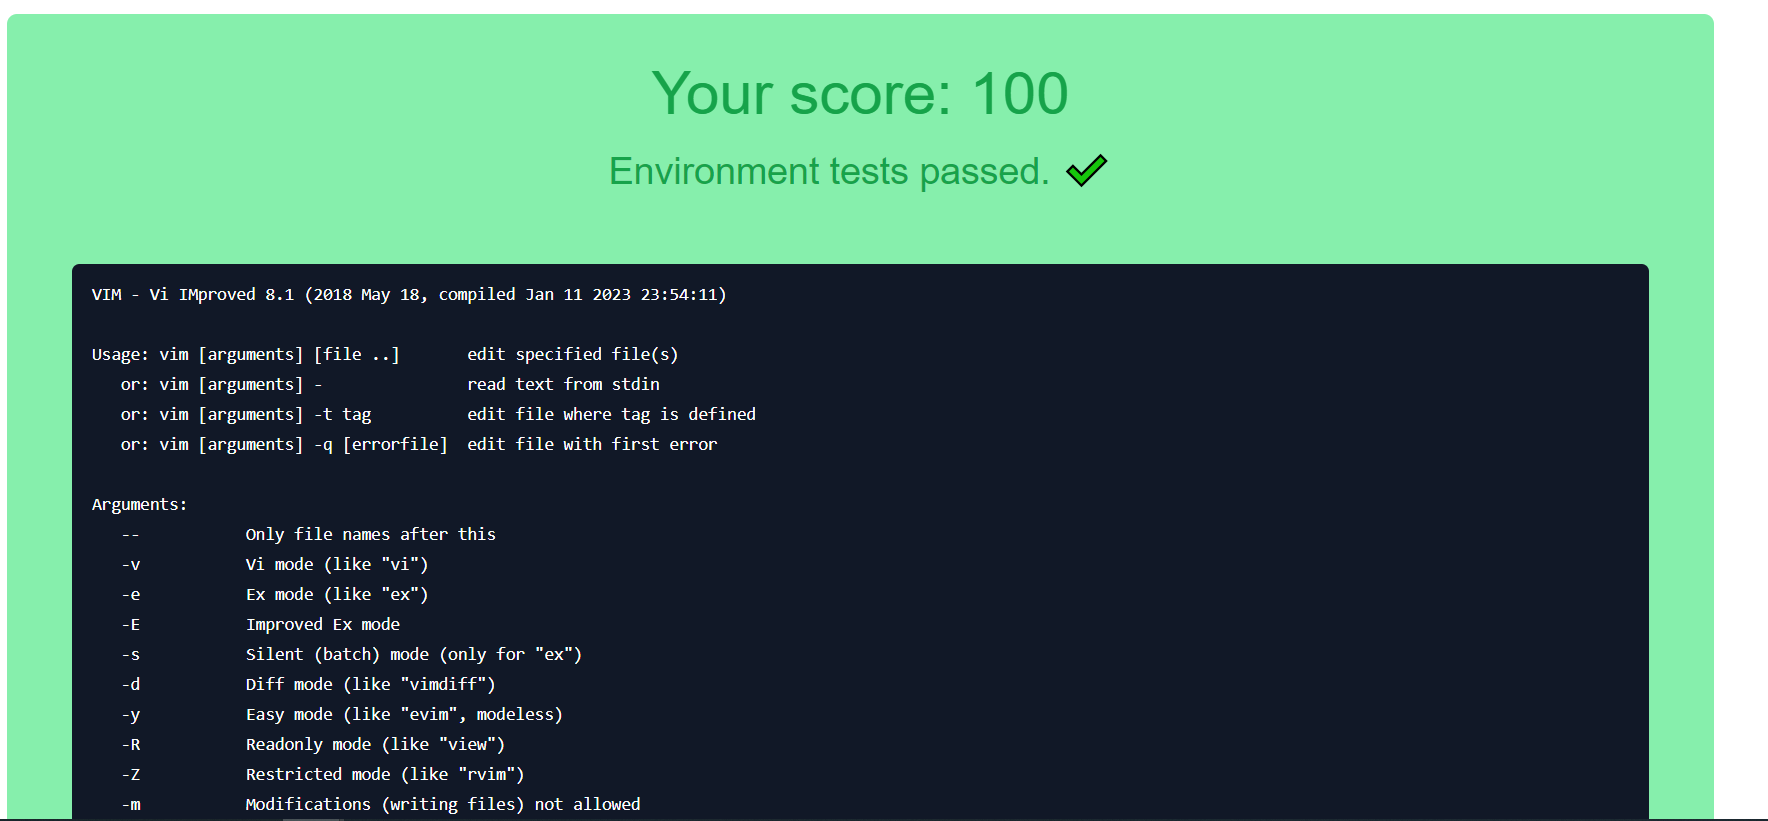 Your score: 100
Environment tests passed. ✔
VIM - Vi IMproved 8.1 (2018 May 18, compiled Jan 11 2023 23:54:11)
Usage: vim [arguments] [file ..]       edit specified file(s)
   or: vim [arguments] -               read text from stdin
   or: vim [arguments] -t tag          edit file where tag is defined
   or: vim [arguments] -q [errorfile]  edit file with first error
Arguments:
   --           Only file names after this
   -v           Vi mode (like "vi")
   -e           Ex mode (like "ex")
   -E           Improved Ex mode
   -s           Silent (batch) mode (only for "ex")
   -d           Diff mode (like "vimdiff")
   -y           Easy mode (like "evim", modeless)
   -R           Readonly mode (like "view")
   -Z           Restricted mode (like "rvim")
   -m           Modifications (writing files) not allowed